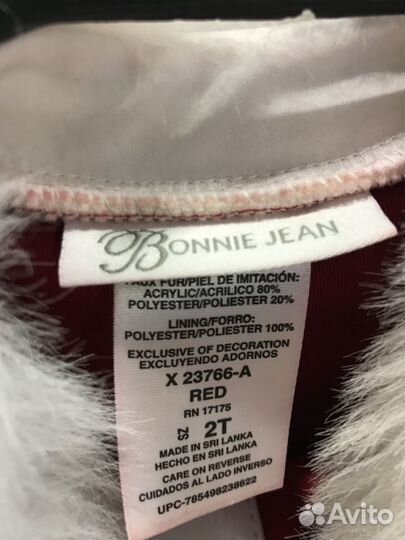 BONNIE JEAN
FAUX FUR/PIEL DE IMITACIÓN:
ACRYLIC/ACRILICO 80%
POLYESTER/POLIESTER 20%
LINING/FORRO:
POLYESTER/POLIESTER 100%
EXCLUSIVE OF DECORATION
EXCLUYENDO ADORNOS
X 23766-A
RED
RN 17175
SZ 2T
MADE IN SRI LANKA
HECHO EN SRI LANKA
CARE ON REVERSE
CUIDADOS AL LADO INVERSO
UPC-785498238622
Avito